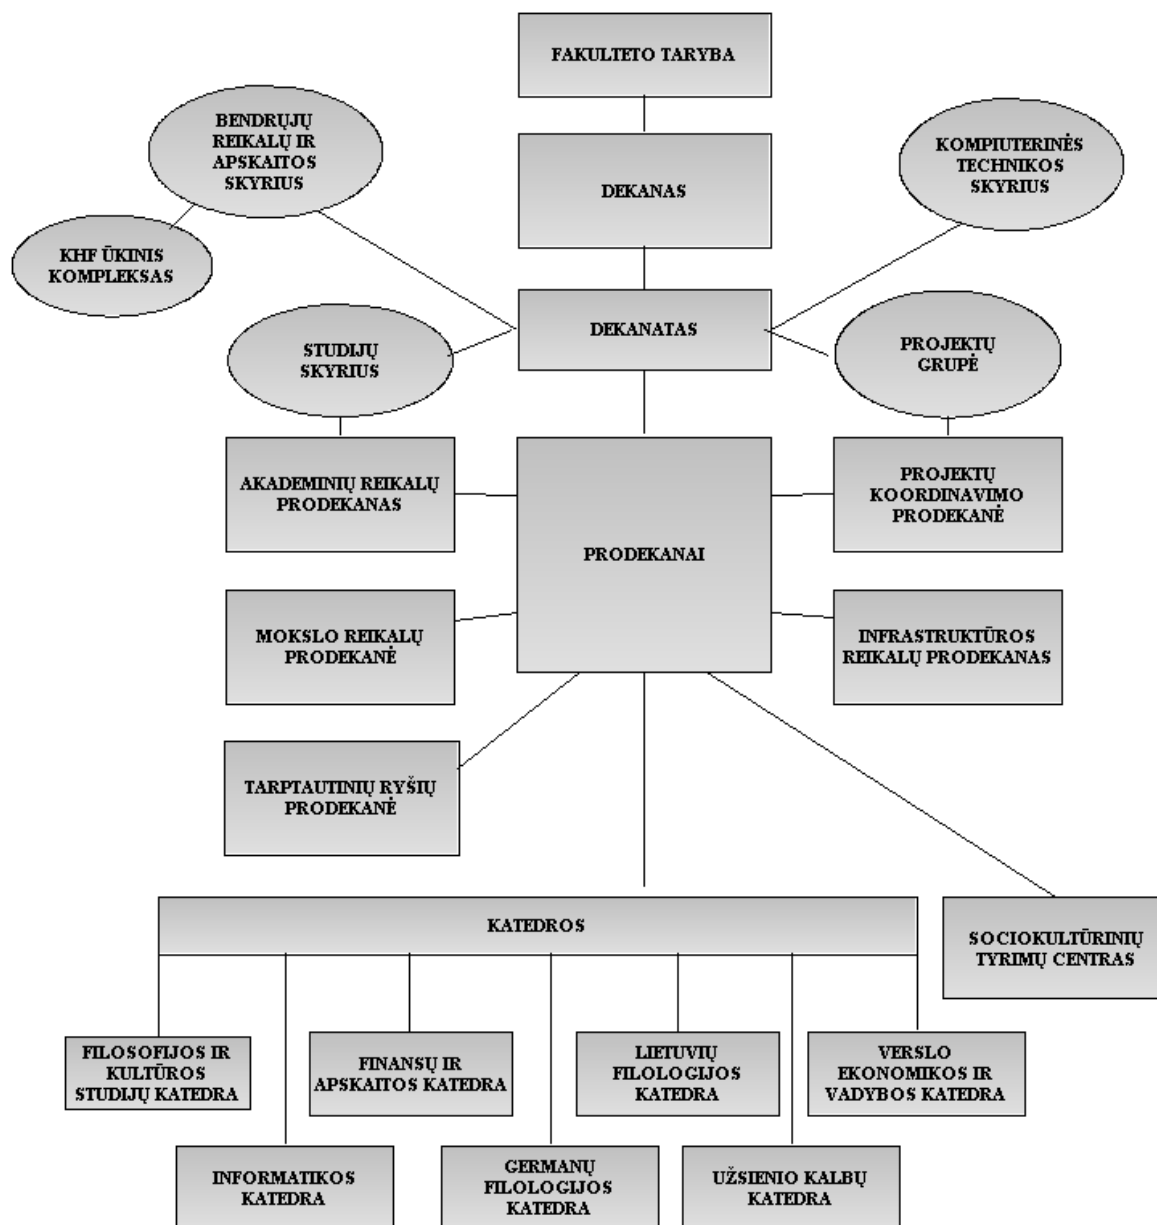 FAKULTETO TARYBA
BENDRŲJŲ
REIKALŲ IR
APSKAITOS
SKYRIUS
KOMPIUTERINĖS
TECHNIKOS
SKYRIUS
DEKANAS
KHF ŪKINIS
KOMPLEKSAS
DEKANATAS
STUDIJŲ
SKYRIUS
PROJEKTŲ
GRUPĖ
AKADEMINIŲ REIKALŲ
PRODEKANAS
PROJEKTŲ
KOORDINAVIMO
PRODEKANĖ
PRODEKANAI
MOKSLO REIKALŲ
PRODEKANĖ
INFRASTRUKTŪROS
REIKALŲ PRODEKANAS
TARPTAUTINIŲ RYŠIŲ
PRODEKANĖ
KATEDROS
SOCIOKULTŪRINIŲ
TYRIMŲ CENTRAS
FILOSOFIJOS IR
KULTŪROS
STUDIJŲ KATEDRA
FINANSŲ IR
APSKAITOS KATEDRA
LIETUVIŲ
FILOLOGIJOS
KATEDRA
VERSLO
EKONOMIKOS IR
VADYBOS KATEDRA
INFORMATIKOS
KATEDRA
GERMANŲ
FILOLOGIJOS
KATEDRA
UŽSIENIO KALBŲ
KATEDRA